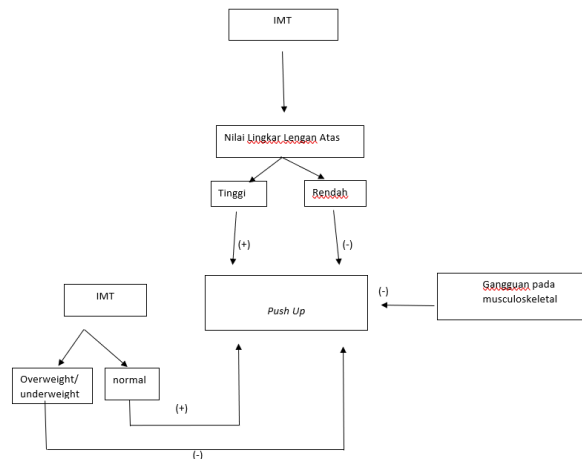 IMT
Nilai Lingkar Lengan Atas
Tinggi
Rendah
(+)
(-)
Gangguan pada
musculoskeletal
(-)
IMT
Push Up
Overweight/
underweight
normal
(+)
(-)